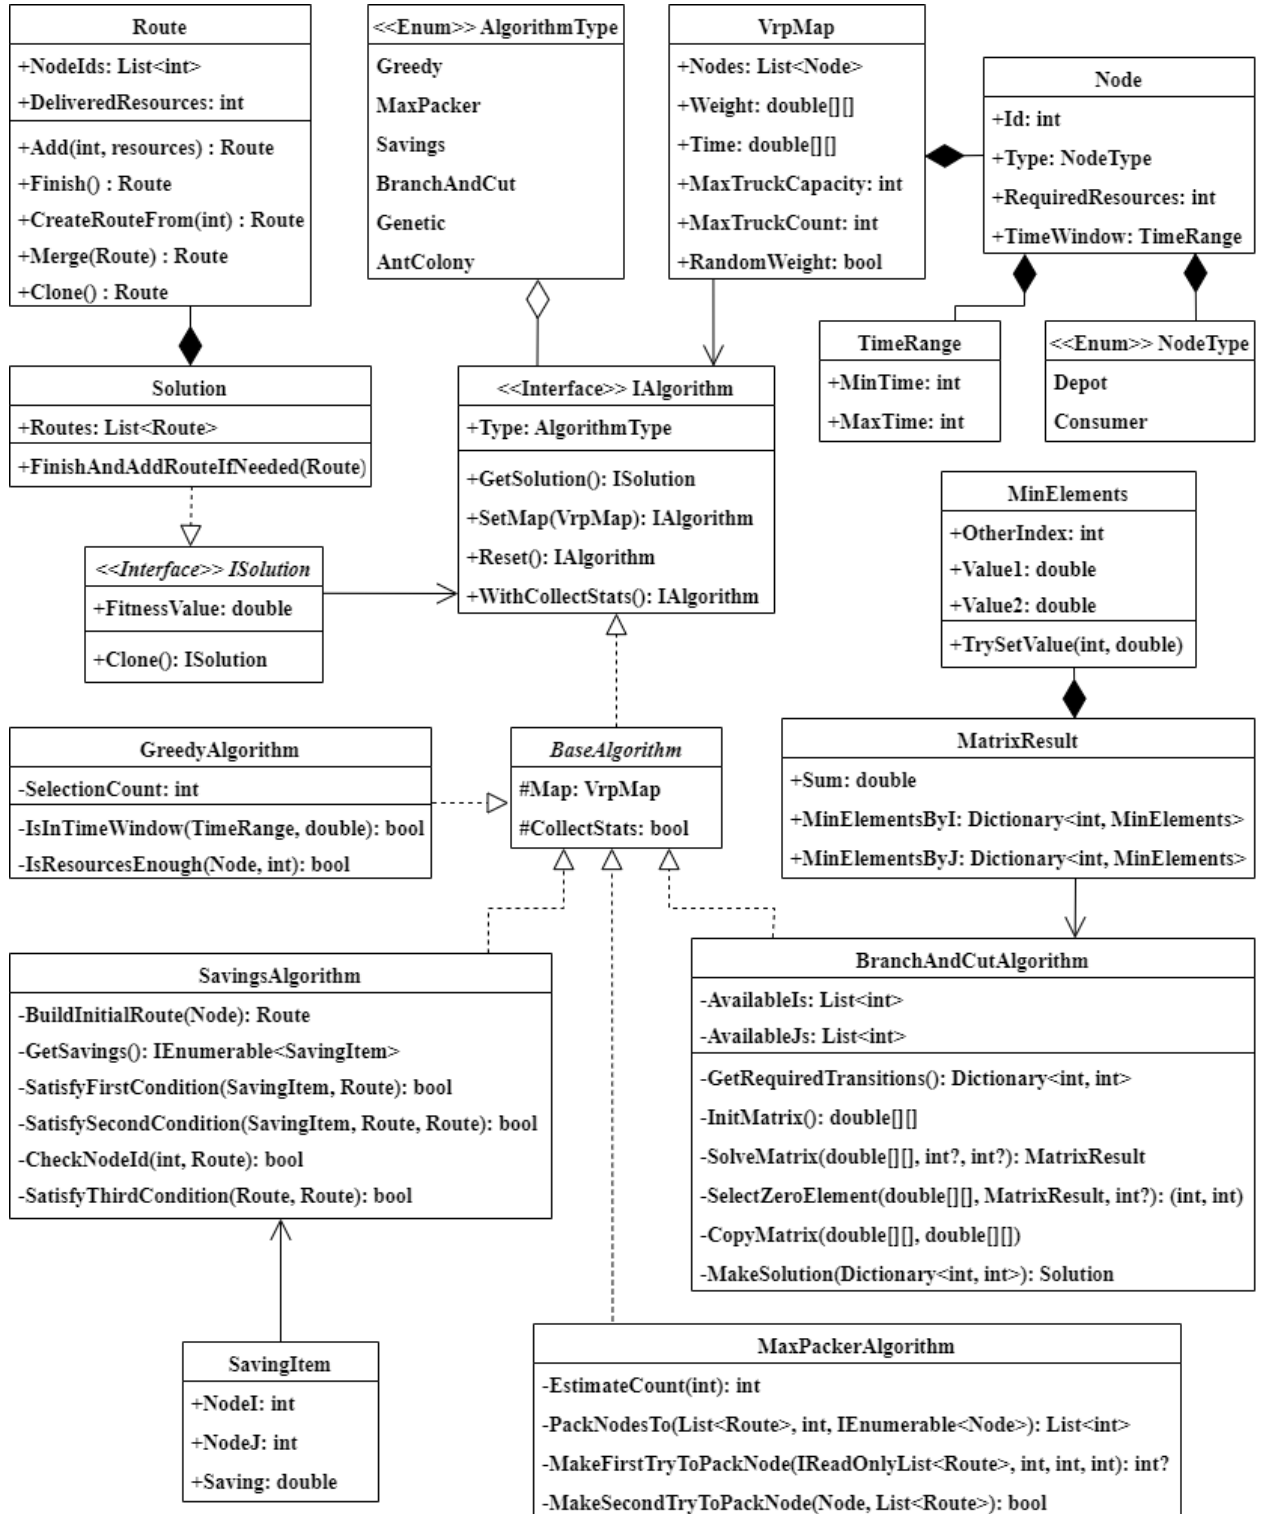 Route
+NodeIds: List<int>
+DeliveredResources: int
+Add(int, resources) : Route
+Finish() : Route
+CreateRouteFrom(int) : Route
+Merge(Route) : Route
+Clone() : Route
<<Enum>> AlgorithmType
Greedy
MaxPacker
Savings
BranchAndCut
Genetic
AntColony
VrpMap
+Nodes: List<Node>
+Weight: double[][]
+Time: double[][]
+MaxTruckCapacity: int
+MaxTruckCount: int
+RandomWeight: bool
Node
+Id: int
+Type: NodeType
+RequiredResources: int
+TimeWindow: TimeRange
TimeRange
+MinTime: int
+MaxTime: int
<<Enum>> NodeType
Depot
Consumer
Solution
+Routes: List<Route>
+FinishAndAddRouteIfNeeded(Route)
<<Interface>> IAlgorithm
+Type: AlgorithmType
+GetSolution(): ISolution
+SetMap(VrpMap): IAlgorithm
+Reset(): IAlgorithm
+WithCollectStats(): IAlgorithm
<<Interface>> ISolution
+FitnessValue: double
+Clone(): ISolution
MinElements
+OtherIndex: int
+Value1: double
+Value2: double
+TrySetValue(int, double)
GreedyAlgorithm
-SelectionCount: int
-IsInTimeWindow(TimeRange, double): bool
-IsResourcesEnough(Node, int): bool
BaseAlgorithm
#Map: VrpMap
#CollectStats: bool
MatrixResult
+Sum: double
+MinElementsByI: Dictionary<int, MinElements>
+MinElementsByJ: Dictionary<int, MinElements>
SavingsAlgorithm
-BuildInitialRoute(Node): Route
-GetSavings(): IEnumerable<SavingItem>
-SatisfyFirstCondition(SavingItem, Route): bool
-SatisfySecondCondition(SavingItem, Route, Route): bool
-CheckNodeId(int, Route): bool
-SatisfyThirdCondition(Route, Route): bool
BranchAndCutAlgorithm
-AvailableIs: List<int>
-AvailableJs: List<int>
-GetRequiredTransitions(): Dictionary<int, int>
-InitMatrix(): double[][]
-SolveMatrix(double[][], int?, int?): MatrixResult
-SelectZeroElement(double[][], MatrixResult, int?): (int, int)
-CopyMatrix(double[][], double[][])
-MakeSolution(Dictionary<int, int>): Solution
SavingItem
+NodeI: int
+NodeJ: int
+Saving: double
MaxPackerAlgorithm
-EstimateCount(int): int
-PackNodesTo(List<Route>, int, IEnumerable<Node>): List<int>
-MakeFirstTryToPackNode(IReadOnlyList<Route>, int, int, int): int?
-MakeSecondTryToPackNode(Node, List<Route>): bool